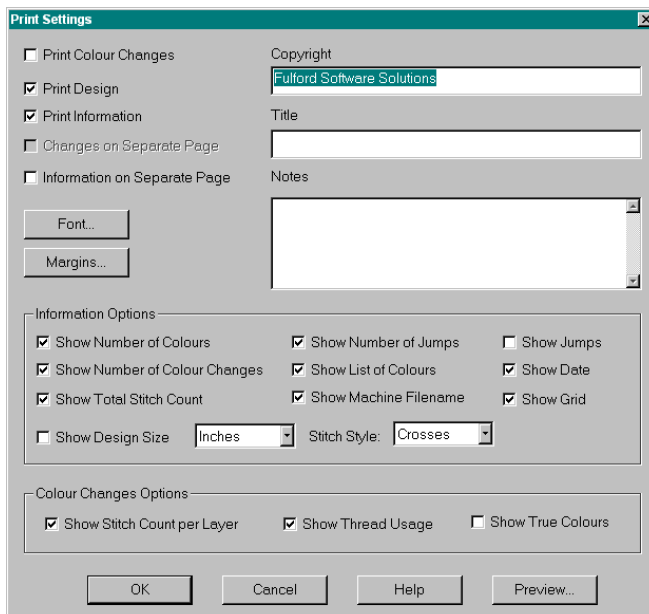 Print Settings
Print Colour Changes
Print Design
Print Information
Changes on Separate Page
Information on Separate Page
Font...
Margins...
Copyright
Fulford Software Solutions
Title
Notes
Information Options
Show Number of Colours
Show Number of Jumps
Show Jumps
Show Number of Colour Changes
Show List of Colours
Show Date
Show Total Stitch Count
Show Machine Filename
Show Grid
Show Design Size
Inches
Stitch Style:
Crosses
Colour Changes Options
Show Stitch Count per Layer
Show Thread Usage
Show True Colours
OK
Cancel
Help
Preview...